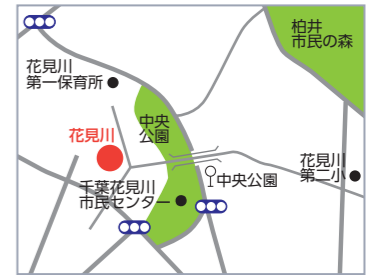 柏井
市民の森
花見川
第一保育所
中央
公園
花見川
花見川
第二小
中央公園
千葉花見川
市民センター